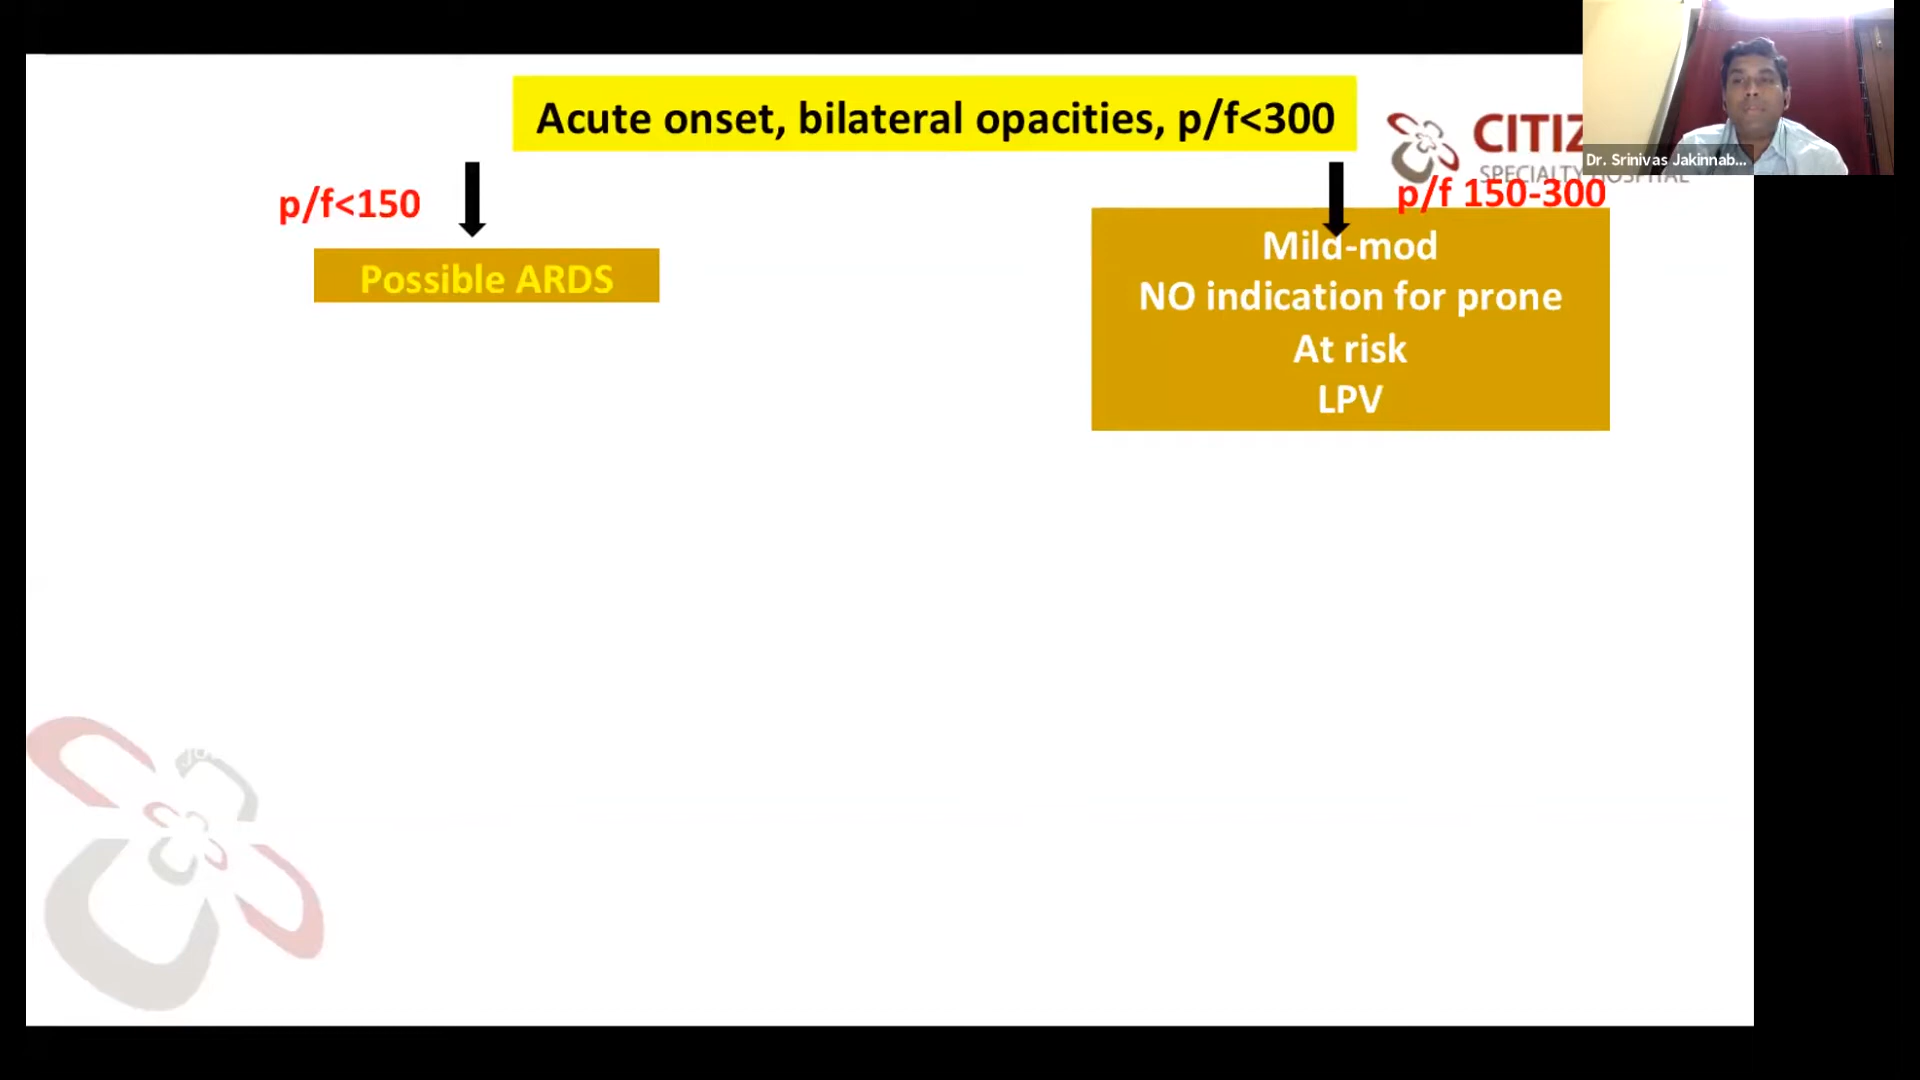 Acute onset, bilateral opacities, p/f<300
CITIZ
SPECIALTY HOSPITAL
Dr. Srinivas Jakinnab...
p/f<150
p/f 150-300
Possible ARDS
Mild-mod
NO indication for prone
At risk
LPV